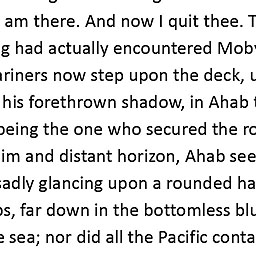 am there. And now I quit thee. T
g had actually encountered Moby
ariners now step upon the deck, u
his forethrown shadow, in Ahab t
being the one who secured the ro
im and distant horizon, Ahab see
sadly glancing upon a rounded ha
os, far down in the bottomless blu
e sea; nor did all the Pacific conta